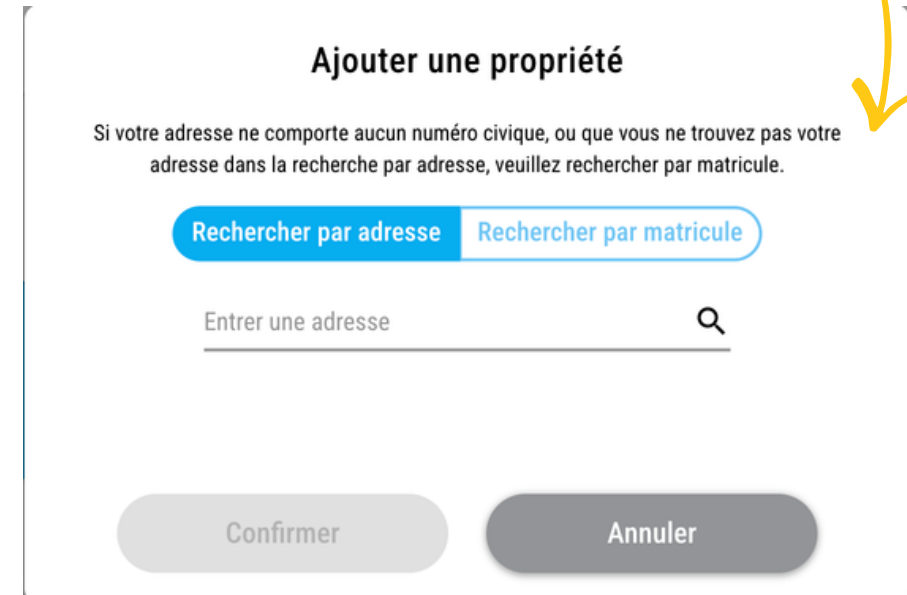 Ajouter une propriété
Si votre adresse ne comporte aucun numéro civique, ou que vous ne trouvez pas votre
adresse dans la recherche par adresse, veuillez rechercher par matricule.
Rechercher par adresse Rechercher par matricule
Entrer une adresse
Confirmer Annuler